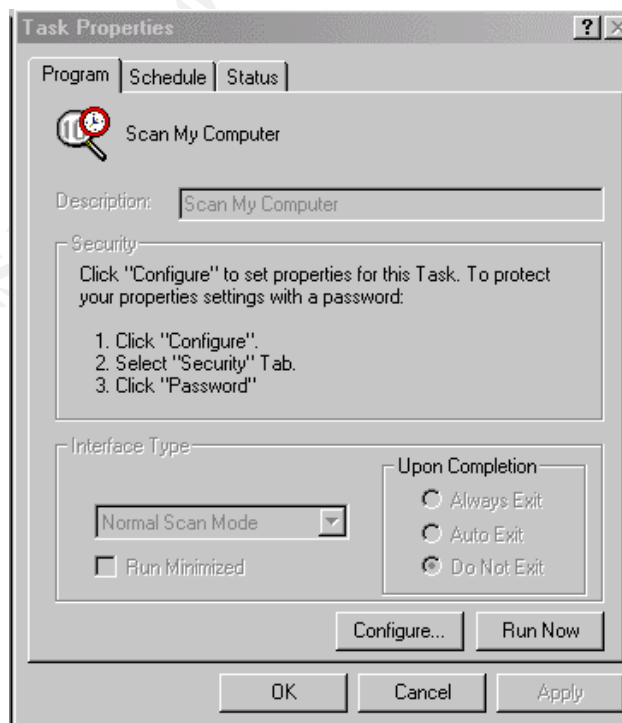 Task Properties
Program Schedule Status
Scan My Computer
Description: Scan My Computer
Security
Click "Configure" to set properties for this Task. To protect
your properties settings with a password:
1. Click "Configure".
2. Select "Security" Tab.
3. Click "Password"
Interface Type
Upon Completion
Normal Scan Mode
Always Exit
Auto Exit
Run Minimized
Do Not Exit
Configure... Run Now
OK Cancel Apply